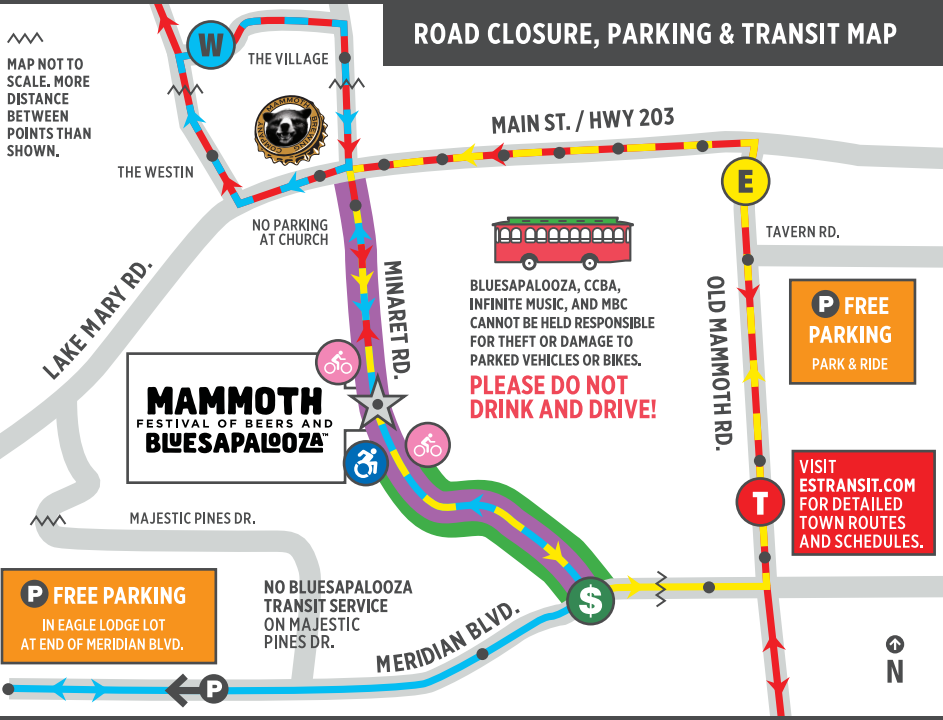 ROAD CLOSURE, PARKING & TRANSIT MAP
MAP NOT TO
SCALE. MORE
DISTANCE
BETWEEN
POINTS THAN
SHOWN.
W
THE VILLAGE
MAMMOTH
BREWING COMPANY
MAIN ST. / HWY 203
THE WESTIN
E
NO PARKING
AT CHURCH
TAVERN RD.
LAKE MARY RD.
MINARET RD.
OLD MAMMOTH RD.
BLUESAPALOOZA, CCBA,
INFINITE MUSIC, AND MBC
CANNOT BE HELD RESPONSIBLE
FOR THEFT OR DAMAGE TO
PARKED VEHICLES OR BIKES.
PLEASE DO NOT
DRINK AND DRIVE!
P FREE
PARKING
PARK & RIDE
MAMMOTH
FESTIVAL OF BEERS AND
BLUESAPALOOZA™
T
VISIT
ESTRANSIT.COM
FOR DETAILED
TOWN ROUTES
AND SCHEDULES.
MAJESTIC PINES DR.
P FREE PARKING
IN EAGLE LODGE LOT
AT END OF MERIDIAN BLVD.
NO BLUESAPALOOZA
TRANSIT SERVICE
ON MAJESTIC
PINES DR.
$
MERIDIAN BLVD.
P
N